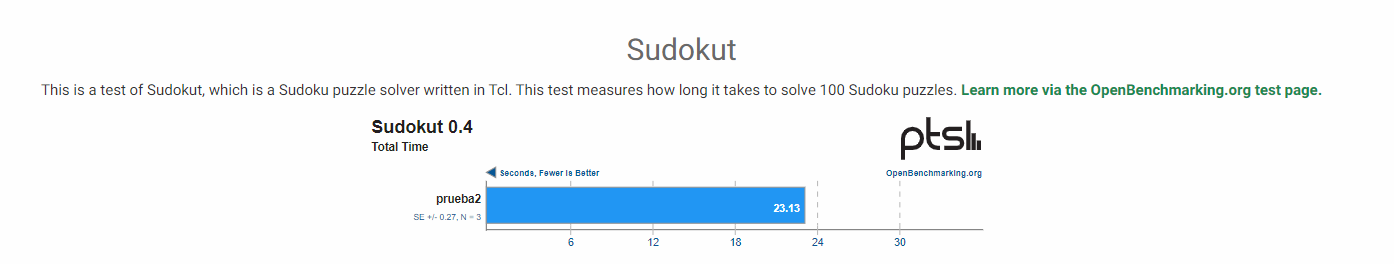 Sudokut
This is a test of Sudokut, which is a Sudoku puzzle solver written in Tcl. This test measures how long it takes to solve 100 Sudoku puzzles. Learn more via the OpenBenchmarking.org test page.
Sudokut 0.4
Total Time
ptsl
Seconds, Fewer Is Better
OpenBenchmarking.org
prueba2
23.13
SE +/- 0.27, N = 3
6 12 18 24 30